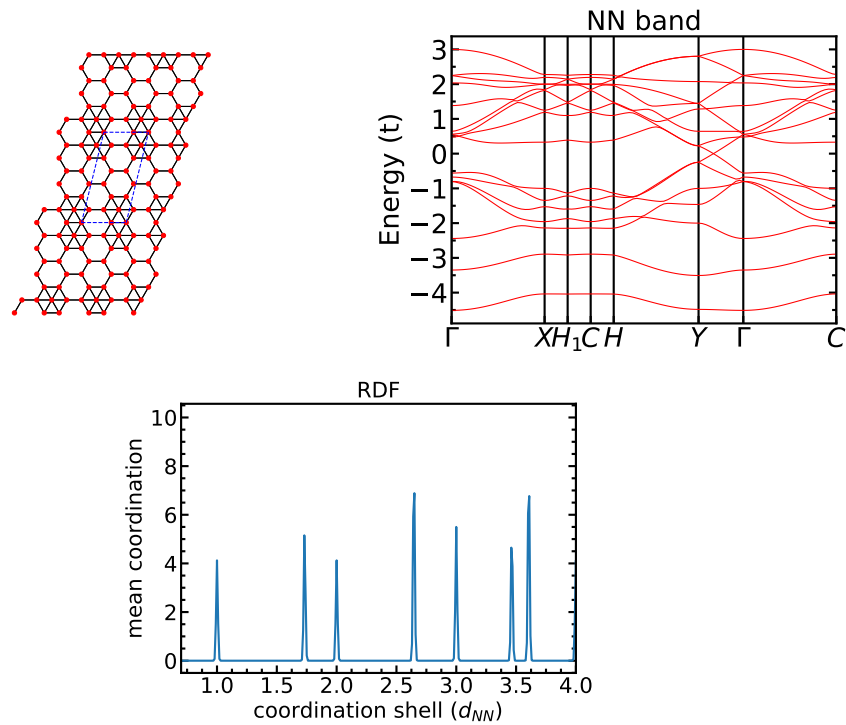 NN band
Energy (t)
3
2
1
0
−1
−2
−3
−4
Γ X H₁ C H Y Γ C
RDF
mean coordination
10
8
6
4
2
0
1.0 1.5 2.0 2.5 3.0 3.5 4.0
coordination shell (d_NN)